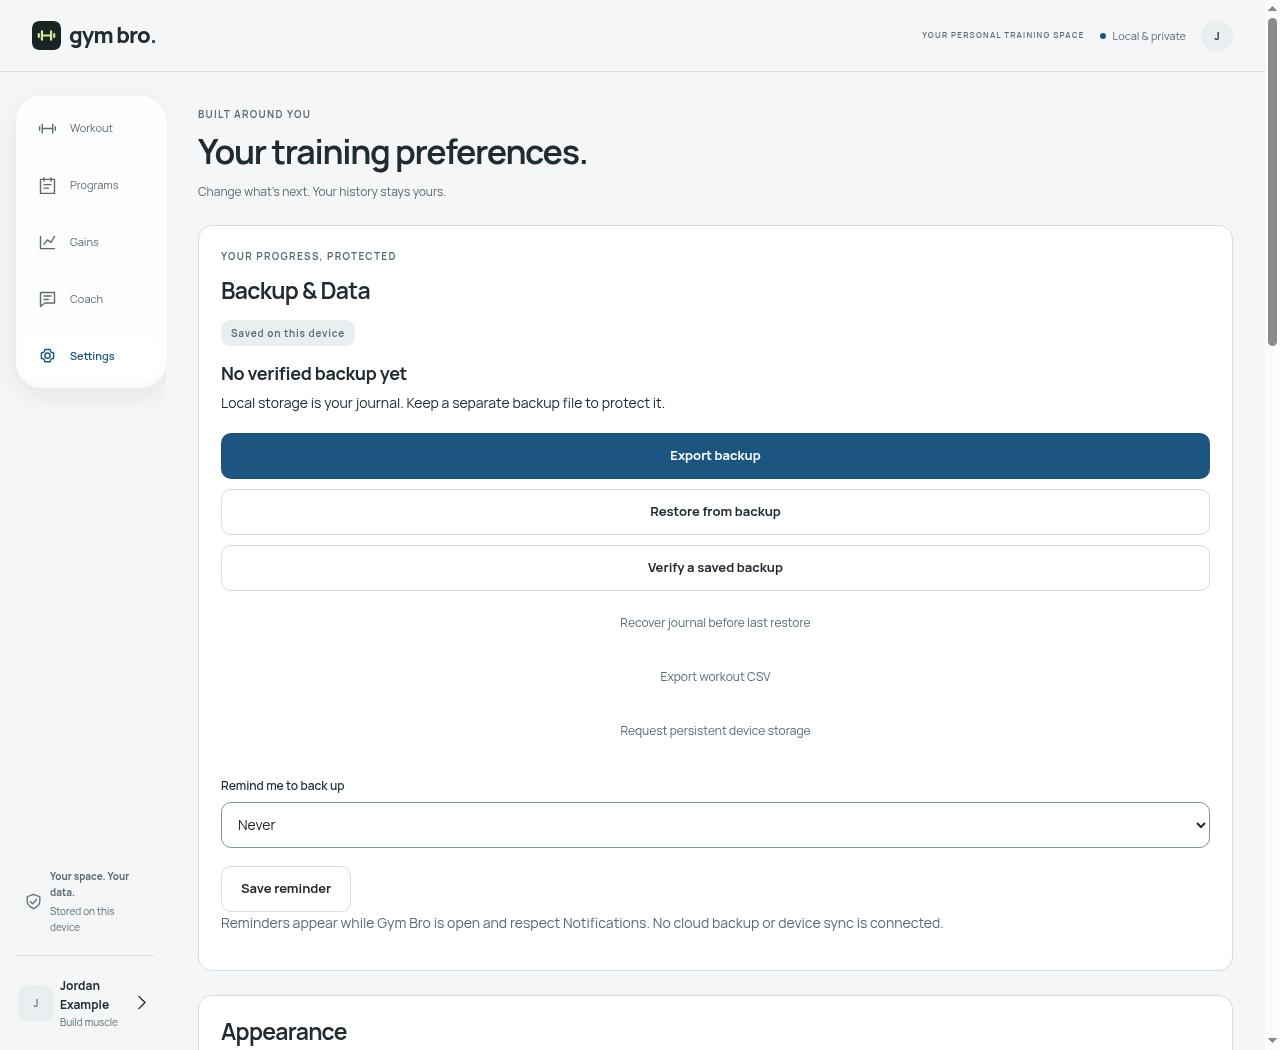 gym bro.
YOUR PERSONAL TRAINING SPACE
Local & private
J
Workout
Programs
Gains
Coach
Settings
BUILT AROUND YOU
Your training preferences.
Change what's next. Your history stays yours.
YOUR PROGRESS, PROTECTED
Backup & Data
Saved on this device
No verified backup yet
Local storage is your journal. Keep a separate backup file to protect it.
Export backup
Restore from backup
Verify a saved backup
Recover journal before last restore
Export workout CSV
Request persistent device storage
Remind me to back up
Never
Save reminder
Reminders appear while Gym Bro is open and respect Notifications. No cloud backup or device sync is connected.
Appearance
Your space. Your
data.
Stored on this
device
J
Jordan
Example
Build muscle